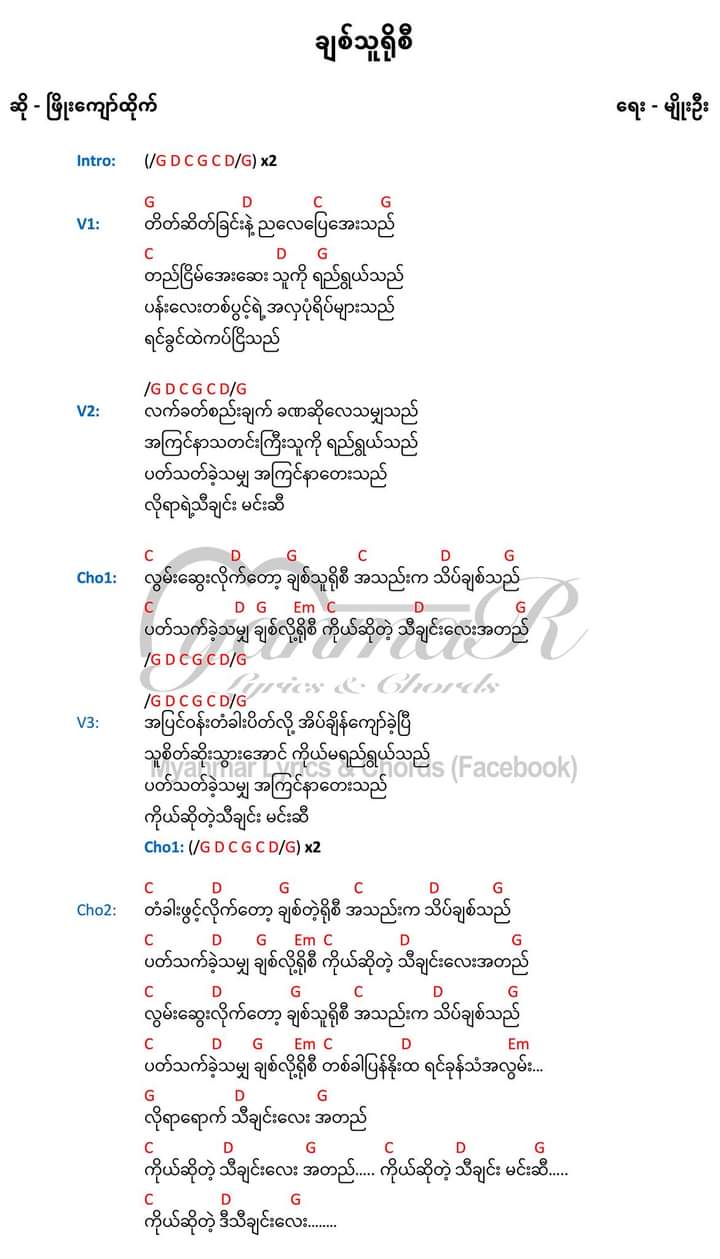 ချစ်သူရိုစီ
ဆို - ဖြိုးကျော်ထိုက်
ရေး - မျိုးဦး
Intro: (/G D C G C D/G) x2
G D C G
V1: တိတ်ဆိတ်ခြင်းနဲ့ ညလေပြေအေးသည်
C D G
တည်ငြိမ်အေးဆေး သူကို ရည်ရွယ်သည်
ပန်းလေးတစ်ပွင့်ရဲ့ အလှပုံရိပ်များသည်
ရင်ခွင်ထဲကပ်ငြိသည်
/G D C G C D/G
V2: လက်ခတ်စည်းချက် ခဏဆိုလေသမျှသည်
အကြင်နာသတင်းကြီးသူကို ရည်ရွယ်သည်
ပတ်သတ်ခဲ့သမျှ အကြင်နာတေးသည်
လိုရာရဲ့သီချင်း မင်းဆီ
C D G C D G
Cho1: လွမ်းဆွေးလိုက်တော့ ချစ်သူရိုစီ အသည်းက သိပ်ချစ်သည်
C D G Em C D G
ပတ်သက်ခဲ့သမျှ ချစ်လို့ရိုစီ ကိုယ်ဆိုတဲ့ သီချင်းလေးအတည်
/G D C G C D/G
MyanmaR
Lyrics & Chords
/G D C G C D/G
V3: အပြင်ဝန်းတံခါးပိတ်လို့ အိပ်ချိန်ကျော်ခဲ့ပြီ
သူစိတ်ဆိုးသွားအောင် ကိုယ်မရည်ရွယ်သည်
Myanmar Lyrics & Chords (Facebook)
ပတ်သတ်ခဲ့သမျှ အကြင်နာတေးသည်
ကိုယ်ဆိုတဲ့သီချင်း မင်းဆီ
Cho1: (/G D C G C D/G) x2
C D G C D G
Cho2: တံခါးဖွင့်လိုက်တော့ ချစ်တဲ့ရိုစီ အသည်းက သိပ်ချစ်သည်
C D G Em C D G
ပတ်သက်ခဲ့သမျှ ချစ်လို့ရိုစီ ကိုယ်ဆိုတဲ့ သီချင်းလေးအတည်
C D G C D G
လွမ်းဆွေးလိုက်တော့ ချစ်သူရိုစီ အသည်းက သိပ်ချစ်သည်
C D G Em C D Em
ပတ်သက်ခဲ့သမျှ ချစ်လို့ရိုစီ တစ်ခါပြန်နိုးထ ရင်ခုန်သံအလွမ်း...
G D G
လိုရာရောက် သီချင်းလေး အတည်
C D G C D G
ကိုယ်ဆိုတဲ့ သီချင်းလေး အတည်..... ကိုယ်ဆိုတဲ့ သီချင်း မင်းဆီ.....
C D G
ကိုယ်ဆိုတဲ့ ဒီသီချင်းလေး........